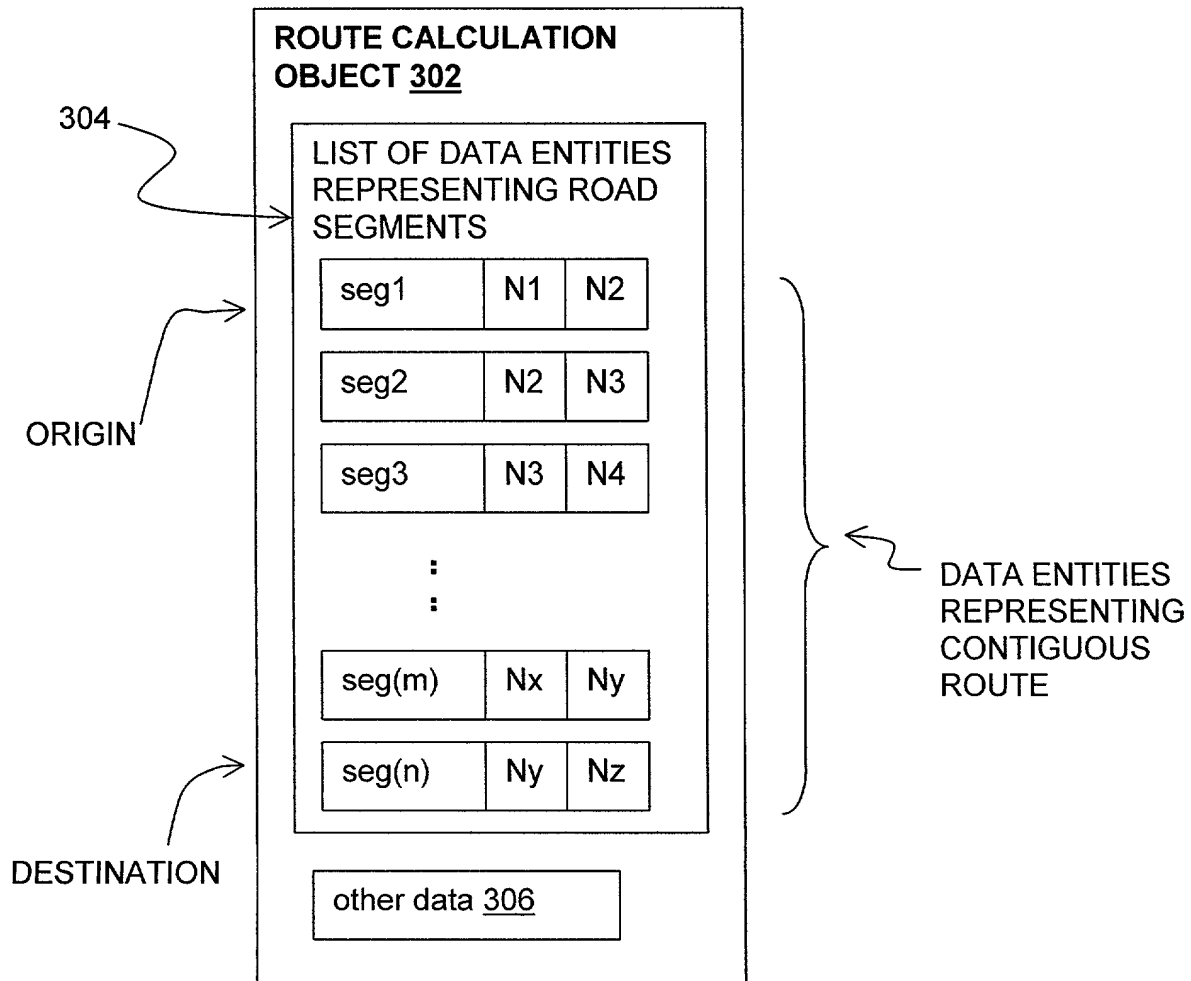 ROUTE CALCULATION
OBJECT 302
304
LIST OF DATA ENTITIES
REPRESENTING ROAD
SEGMENTS
seg1 N1 N2
seg2 N2 N3
ORIGIN
seg3 N3 N4
:
:
DATA ENTITIES
REPRESENTING
CONTIGUOUS
ROUTE
seg(m) Nx Ny
seg(n) Ny Nz
DESTINATION
other data 306